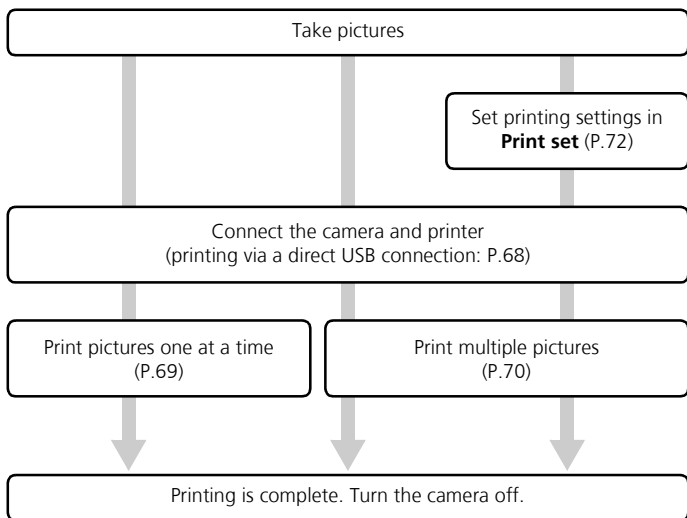 Take pictures
Set printing settings in
Print set (P.72)
Connect the camera and printer
(printing via a direct USB connection: P.68)
Print pictures one at a time
(P.69)
Print multiple pictures
(P.70)
Printing is complete. Turn the camera off.